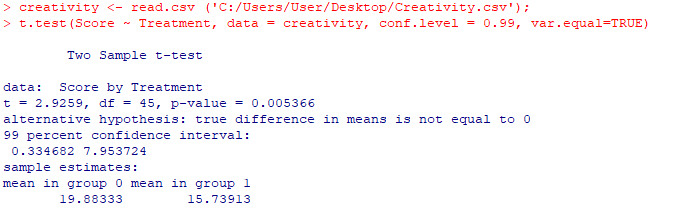 > creativity <- read.csv ('C:/Users/User/Desktop/Creativity.csv');
> t.test(Score ~ Treatment, data = creativity, conf.level = 0.99, var.equal=TRUE)
Two Sample t-test
data:  Score by Treatment
t = 2.9259, df = 45, p-value = 0.005366
alternative hypothesis: true difference in means is not equal to 0
99 percent confidence interval:
0.334682 7.953724
sample estimates:
mean in group 0 mean in group 1
19.88333        15.73913